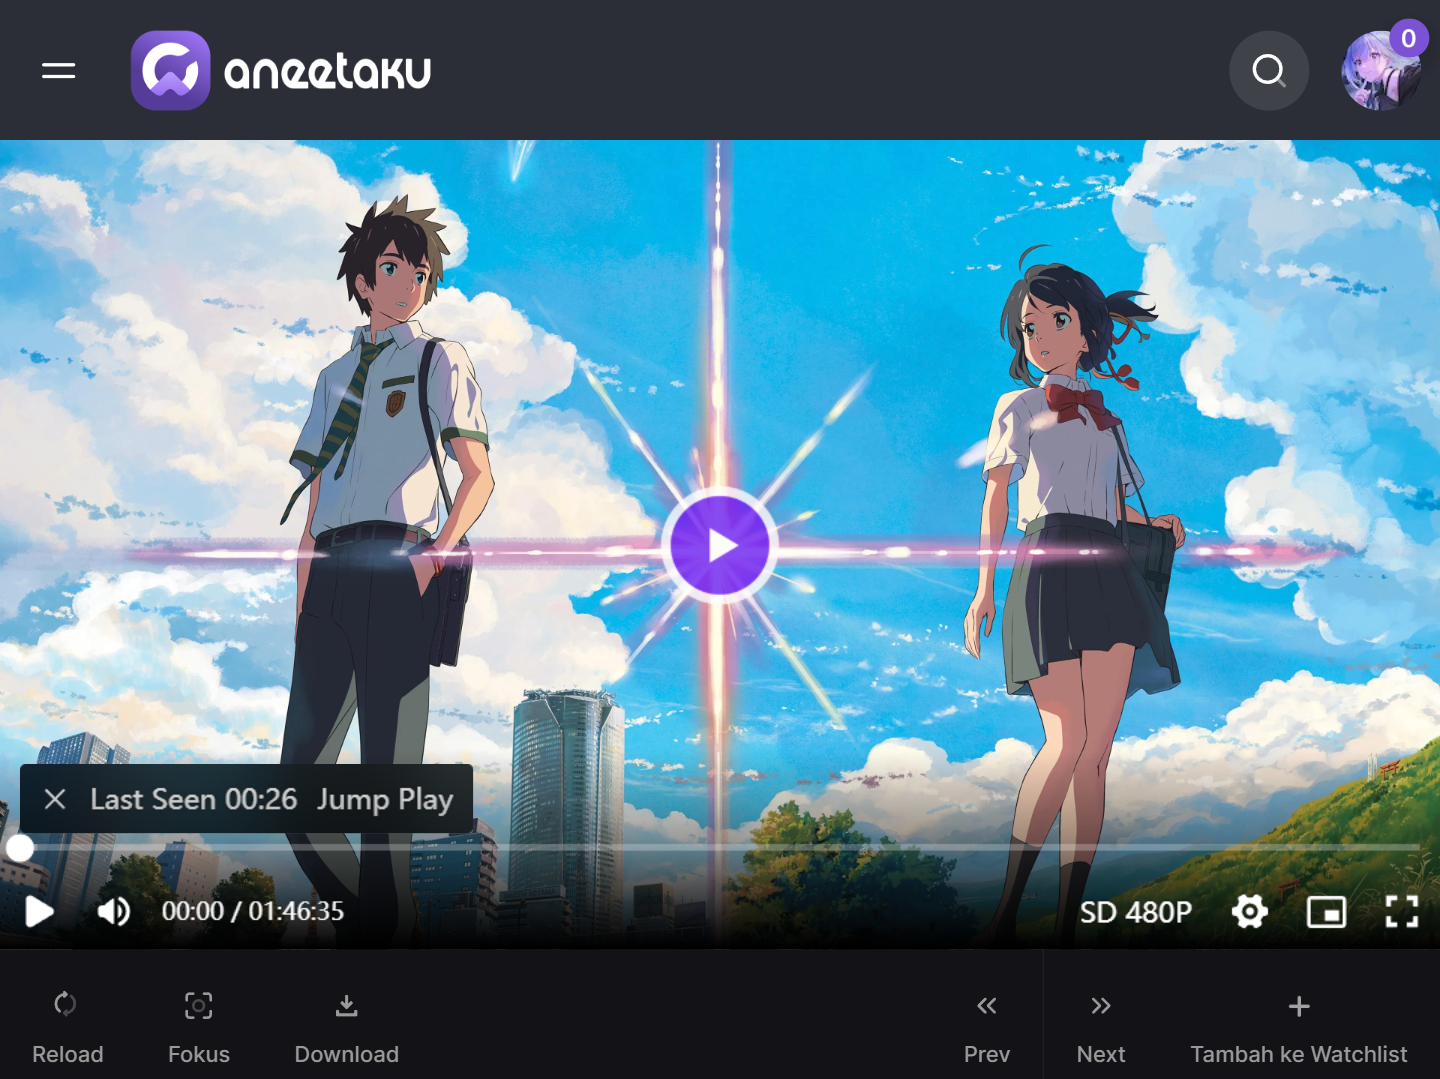 aneetaku
0
Last Seen 00:26 Jump Play
00:00 / 01:46:35
SD 480P
Reload
Fokus
Download
Prev
Next
Tambah ke Watchlist